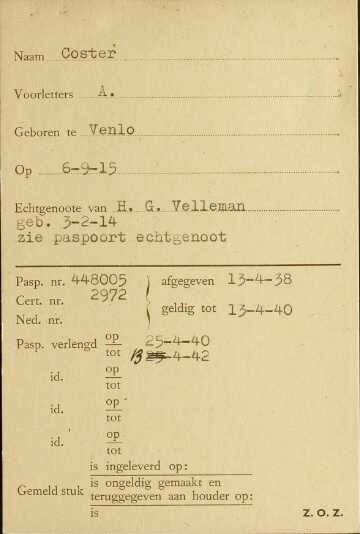 Naam Coster
Voorletters A.
Geboren te Venlo
Op 6-9-15
Echtgenoote van H. G. Velleman
geb. 3-2-14
zie paspoort echtgenoot
Pasp. nr. 448005 afgegeven 13-4-38
Cert. nr. 2972
geldig tot 13-4-40
Ned. nr.
Pasp. verlengd op 25-4-40
tot 13 25-4-42
id. op
tot
id. op
tot
id. op
tot
is ingeleverd op:
Gemeld stuk is ongeldig gemaakt en
teruggegeven aan houder op:
is
Z. O. Z.